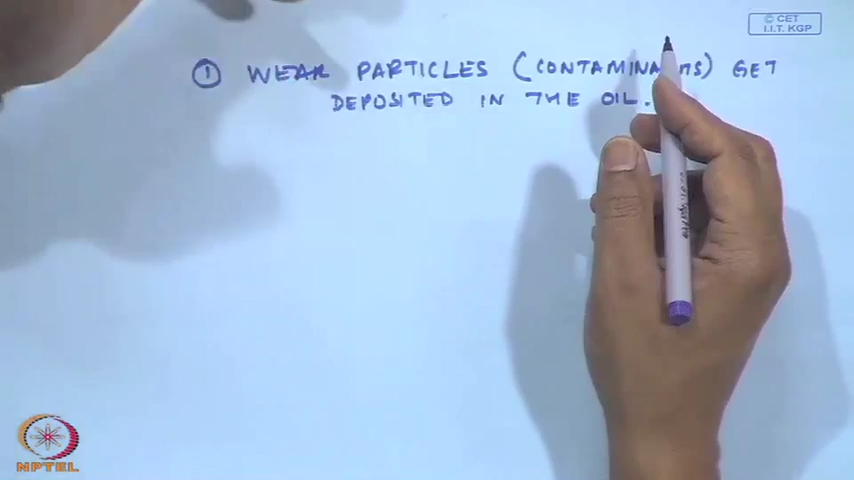 © CET
I.I.T. KGP
① WEAR PARTICLES (CONTAMINANTS) GET
DEPOSITED IN THE OIL.
NPTEL